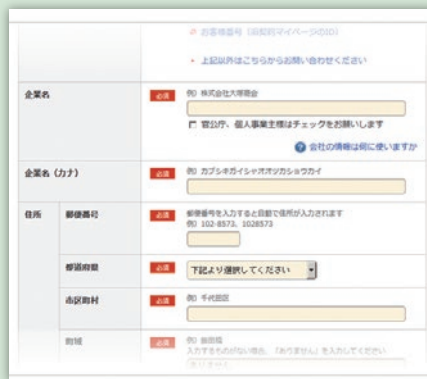 お客様番号（旧契約マイページのID）
上記以外はこちらからお問い合わせください
企業名 必須 例）株式会社大塚商会
官公庁、個人事業主様はチェックをお願いします
会社の情報は何に使いますか
企業名（カナ） 必須 例）カブシキガイシャオオツカショウカイ
住所 郵便番号 必須 郵便番号を入力すると自動で住所が入力されます
例）102-8573、1028573
都道府県 必須 下記より選択してください
市区町村 必須 例）千代田区
町域 必須 例）飯田橋
入力するものがない場合、「ありません」を入力してください